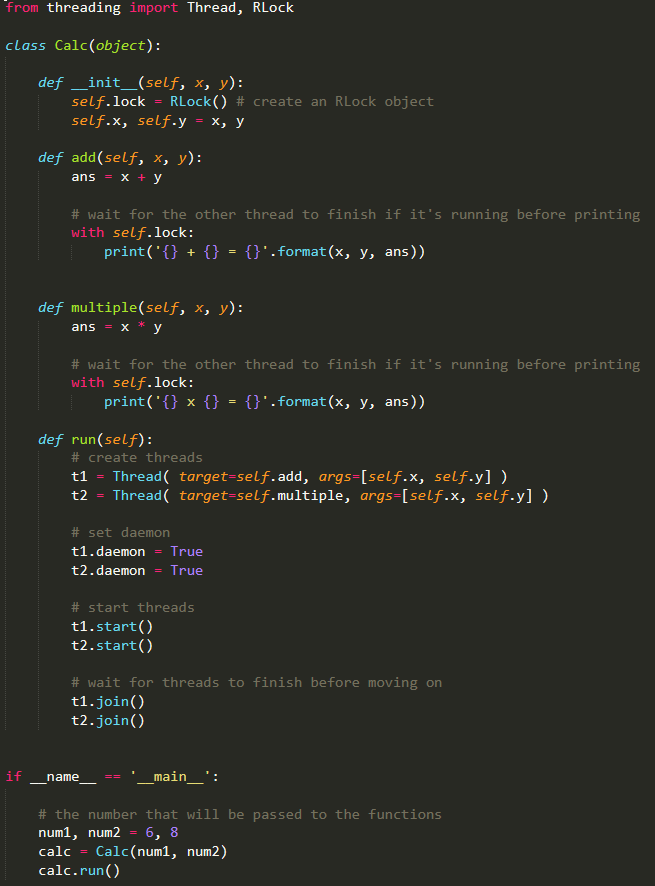 from threading import Thread, RLock
class Calc(object):
    def __init__(self, x, y):
        self.lock = RLock() # create an RLock object
        self.x, self.y = x, y
    def add(self, x, y):
        ans = x + y
        # wait for the other thread to finish if it's running before printing
        with self.lock:
            print('{} + {} = {}'.format(x, y, ans))
    def multiple(self, x, y):
        ans = x * y
        # wait for the other thread to finish if it's running before printing
        with self.lock:
            print('{} x {} = {}'.format(x, y, ans))
    def run(self):
        # create threads
        t1 = Thread( target=self.add, args=[self.x, self.y] )
        t2 = Thread( target=self.multiple, args=[self.x, self.y] )
        # set daemon
        t1.daemon = True
        t2.daemon = True
        # start threads
        t1.start()
        t2.start()
        # wait for threads to finish before moving on
        t1.join()
        t2.join()
if __name__ == '__main__':
    # the number that will be passed to the functions
    num1, num2 = 6, 8
    calc = Calc(num1, num2)
    calc.run()